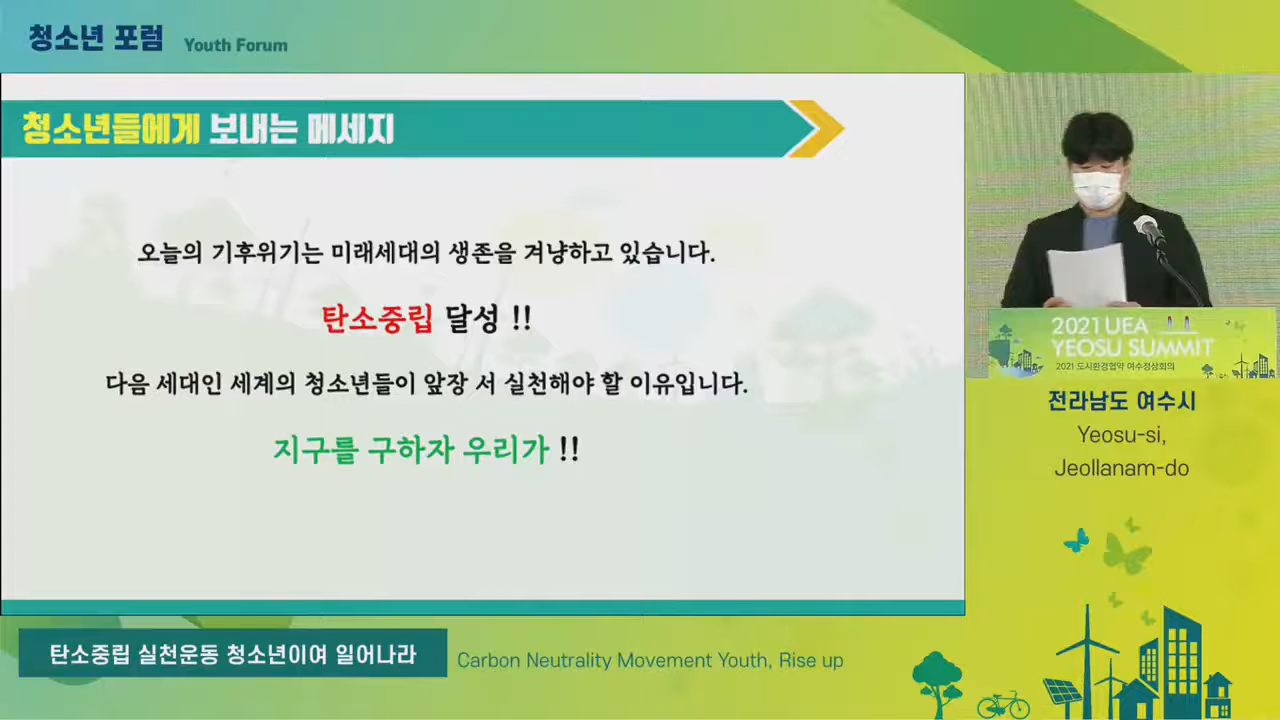 청소년 포럼 Youth Forum
청소년들에게 보내는 메세지
오늘의 기후위기는 미래세대의 생존을 겨냥하고 있습니다.
탄소중립 달성 !!
다음 세대인 세계의 청소년들이 앞장 서 실천해야 할 이유입니다.
지구를 구하자 우리가 !!
2021 UEA
YEOSU SUMMIT
2021 도시환경협약 여수정상회의
전라남도 여수시
Yeosu-si,
Jeollanam-do
탄소중립 실천운동 청소년이여 일어나라 Carbon Neutrality Movement Youth, Rise up